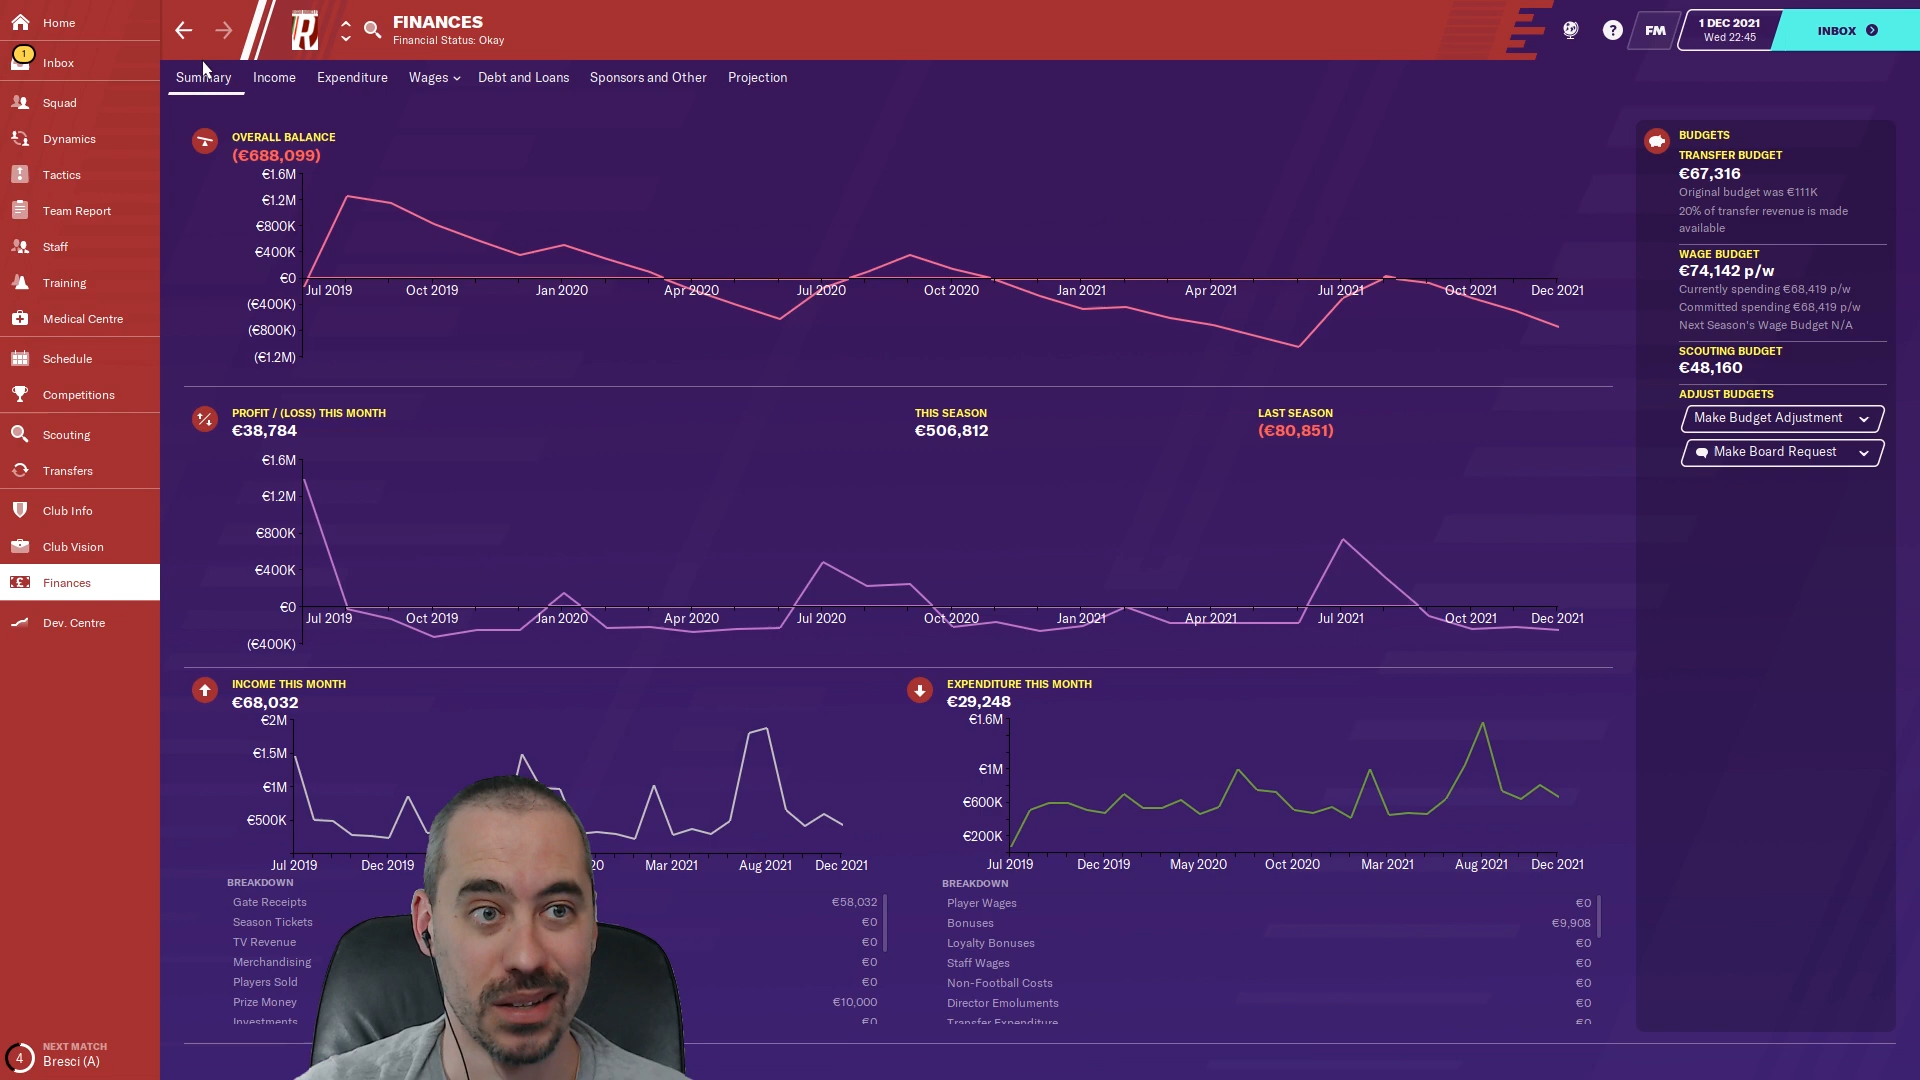 Home
1
Inbox
Squad
Dynamics
Tactics
Team Report
Staff
Training
Medical Centre
Schedule
Competitions
Scouting
Transfers
Club Info
Club Vision
Finances
Dev. Centre
4
NEXT MATCH
Bresci (A)
R
FINANCES
Financial Status: Okay
?
FM
1 DEC 2021
Wed 22:45
INBOX
Summary Income Expenditure Wages Debt and Loans Sponsors and Other Projection
OVERALL BALANCE
(€688,099)
€1.6M
€1.2M
€800K
€400K
€0
(€400K)
(€800K)
(€1.2M)
Jul 2019 Oct 2019 Jan 2020 Apr 2020 Jul 2020 Oct 2020 Jan 2021 Apr 2021 Jul 2021 Oct 2021 Dec 2021
PROFIT / (LOSS) THIS MONTH
€38,784
THIS SEASON
€506,812
LAST SEASON
(€80,851)
€1.6M
€1.2M
€800K
€400K
€0
(€400K)
Jul 2019 Oct 2019 Jan 2020 Apr 2020 Jul 2020 Oct 2020 Jan 2021 Apr 2021 Jul 2021 Oct 2021 Dec 2021
INCOME THIS MONTH
€68,032
€2M
€1.5M
€1M
€500K
Jul 2019 Dec 2019 20 Mar 2021 Aug 2021 Dec 2021
BREAKDOWN
Gate Receipts €58,032
Season Tickets €0
TV Revenue €0
Merchandising €0
Players Sold €0
Prize Money €10,000
Investments €0
EXPENDITURE THIS MONTH
€29,248
€1.6M
€1M
€600K
€200K
Jul 2019 Dec 2019 May 2020 Oct 2020 Mar 2021 Aug 2021 Dec 2021
BREAKDOWN
Player Wages €0
Bonuses €9,908
Loyalty Bonuses €0
Staff Wages €0
Non-Football Costs €0
Director Emoluments €0
Transfer Expenditure €0
BUDGETS
TRANSFER BUDGET
€67,316
Original budget was €111K
20% of transfer revenue is made
available
WAGE BUDGET
€74,142 p/w
Currently spending €68,419 p/w
Committed spending €68,419 p/w
Next Season's Wage Budget N/A
SCOUTING BUDGET
€48,160
ADJUST BUDGETS
Make Budget Adjustment
Make Board Request